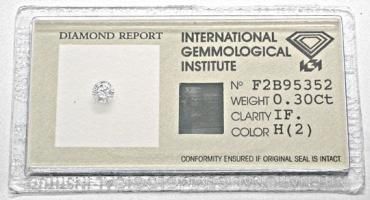 DIAMOND REPORT
INTERNATIONAL
GEMMOLOGICAL
INSTITUTE
Nº F2B95352
WEIGHT 0.30Ct
CLARITY IF.
COLOR H(2)
CONFORMITY ENSURED IF ORIGINAL SEAL IS INTACT